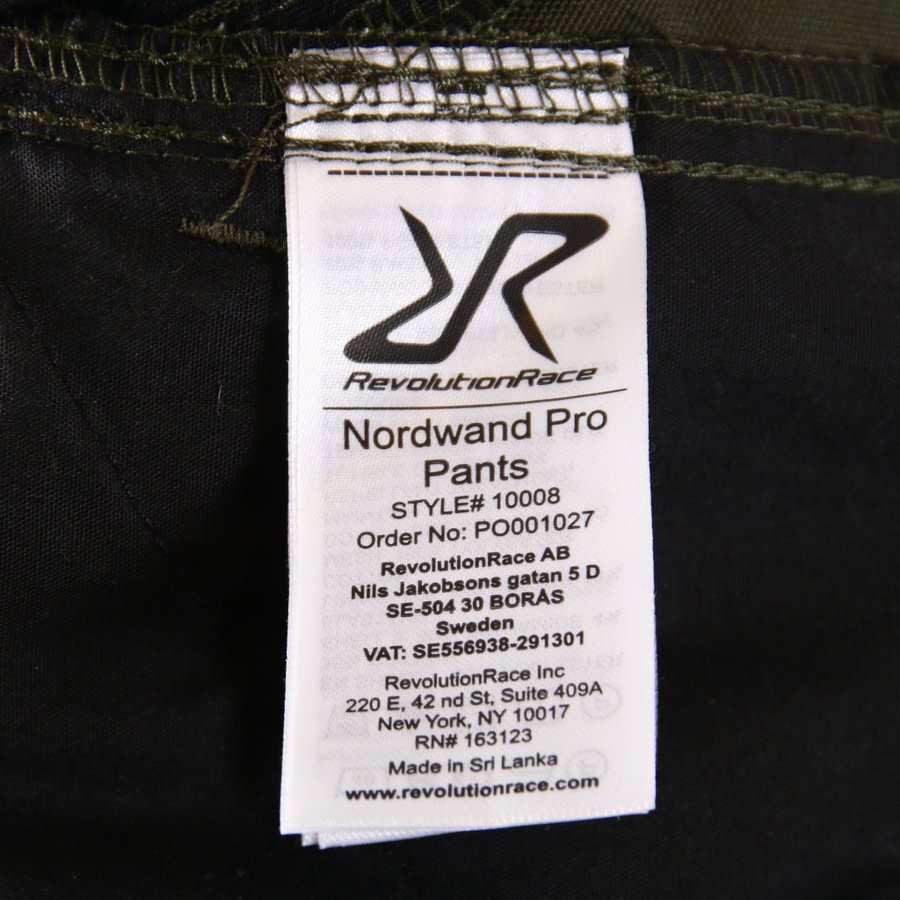 RevolutionRace
Nordwand Pro
Pants
STYLE# 10008
Order No: PO001027
RevolutionRace AB
Nils Jakobsons gatan 5 D
SE-504 30 BORÅS
Sweden
VAT: SE556938-291301
RevolutionRace Inc
220 E, 42 nd St, Suite 409A
New York, NY 10017
RN# 163123
Made in Sri Lanka
www.revolutionrace.com